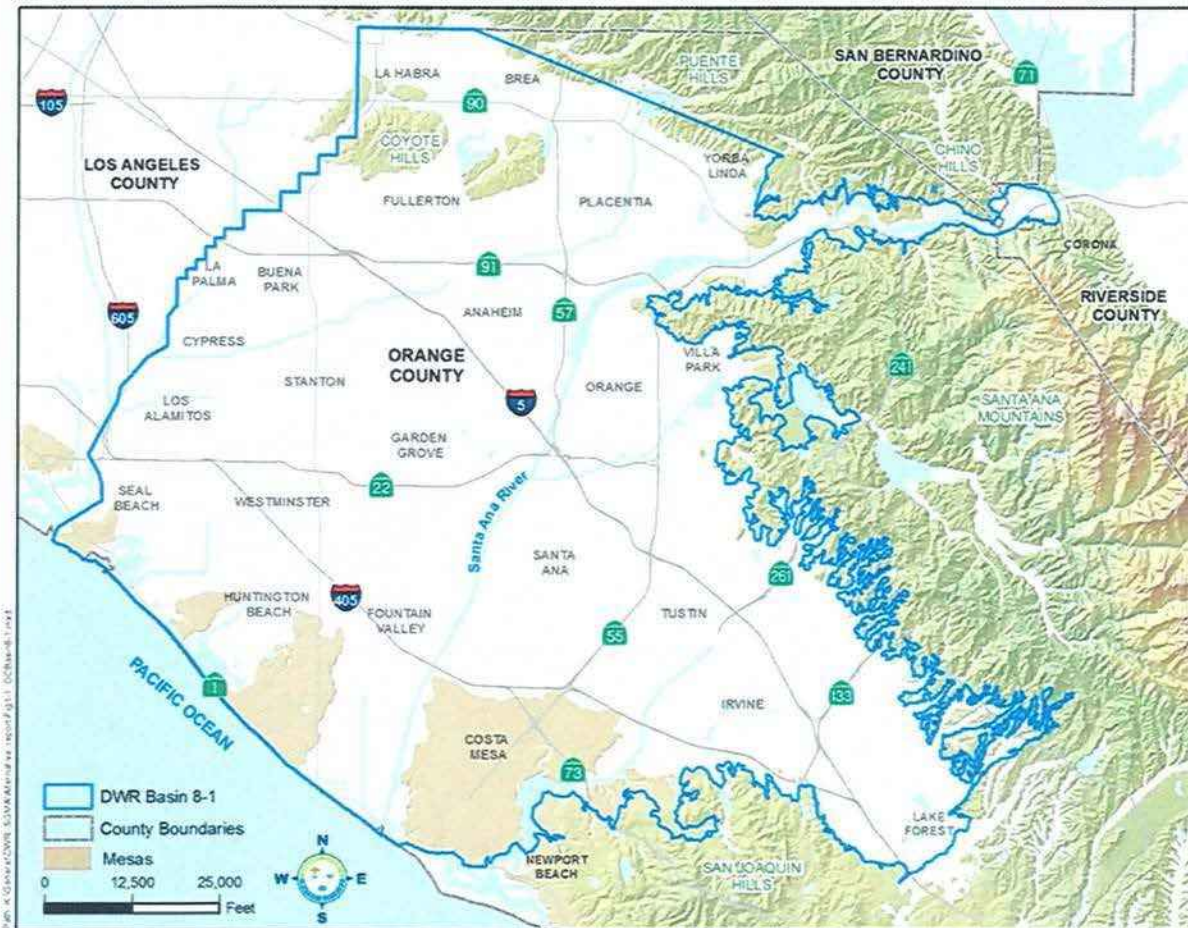 SAN BERNARDINO
COUNTY
71
PUENTE
HILLS
LA HABRA
BREA
105
90
COYOTE
HILLS
CHINO
HILLS
LOS ANGELES
COUNTY
YORBA
LINDA
FULLERTON
PLACENTIA
CORONA
LA
PALMA
BUENA
PARK
91
RIVERSIDE
COUNTY
605
ANAHEIM
57
CYPRESS
ORANGE
COUNTY
VILLA
PARK
241
STANTON
ORANGE
5
SANTA ANA
MOUNTAINS
LOS
ALAMITOS
GARDEN
GROVE
22
SEAL
BEACH
WESTMINSTER
Santa Ana River
SANTA
ANA
261
HUNTINGTON
BEACH
405
FOUNTAIN
VALLEY
TUSTIN
55
PACIFIC OCEAN
1
133
IRVINE
COSTA
MESA
73
LAKE
FOREST
NEWPORT
BEACH
SAN JOAQUIN
HILLS
DWR Basin 8-1
County Boundaries
Mesas
0 12,500 25,000
Feet
N
W
E
S